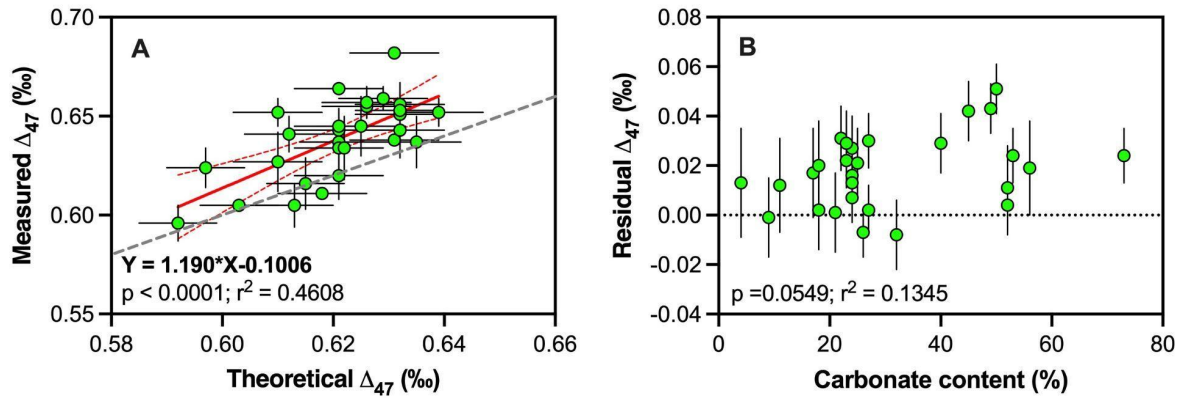 A
0.70
0.65
0.60
0.55
Measured Δ47 (‰)
Y = 1.190*X-0.1006
p < 0.0001; r² = 0.4608
0.58 0.60 0.62 0.64 0.66
Theoretical Δ47 (‰)
B
0.08
0.06
0.04
0.02
0.00
-0.02
-0.04
Residual Δ47 (‰)
p =0.0549; r² = 0.1345
0 20 40 60 80
Carbonate content (%)